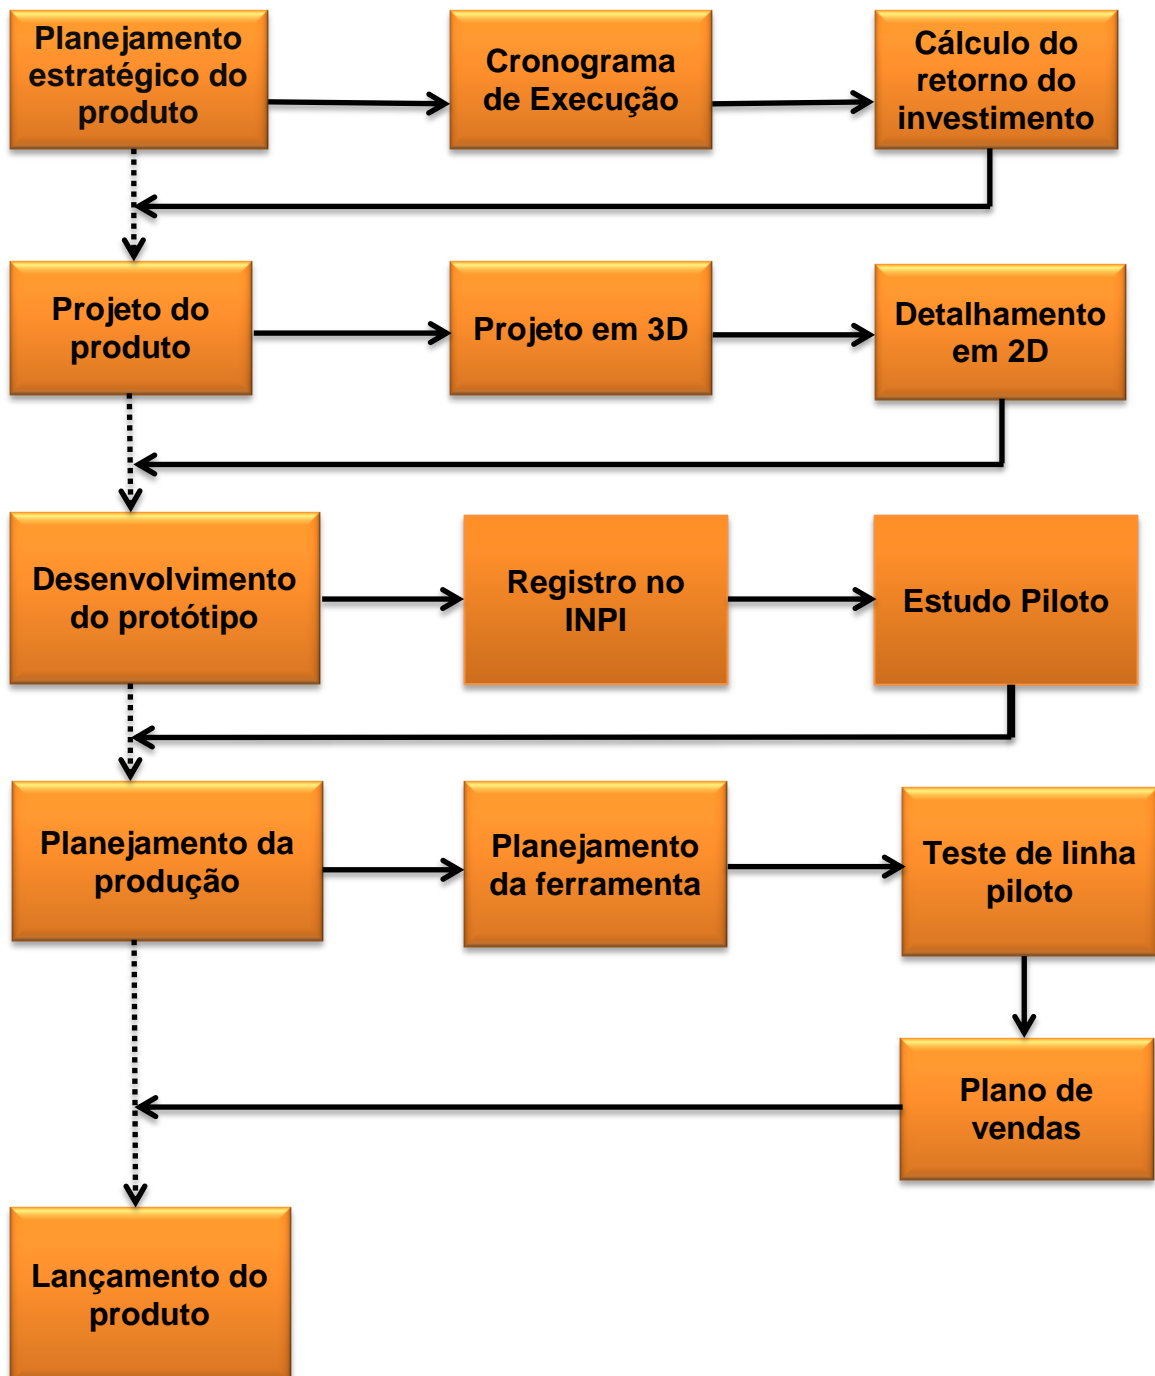 Planejamento
estratégico do
produto
Cronograma
de Execução
Cálculo do
retorno do
investimento
Projeto do
produto
Projeto em 3D
Detalhamento
em 2D
Desenvolvimento
do protótipo
Registro no
INPI
Estudo Piloto
Planejamento da
produção
Planejamento
da ferramenta
Teste de linha
piloto
Plano de
vendas
Lançamento do
produto